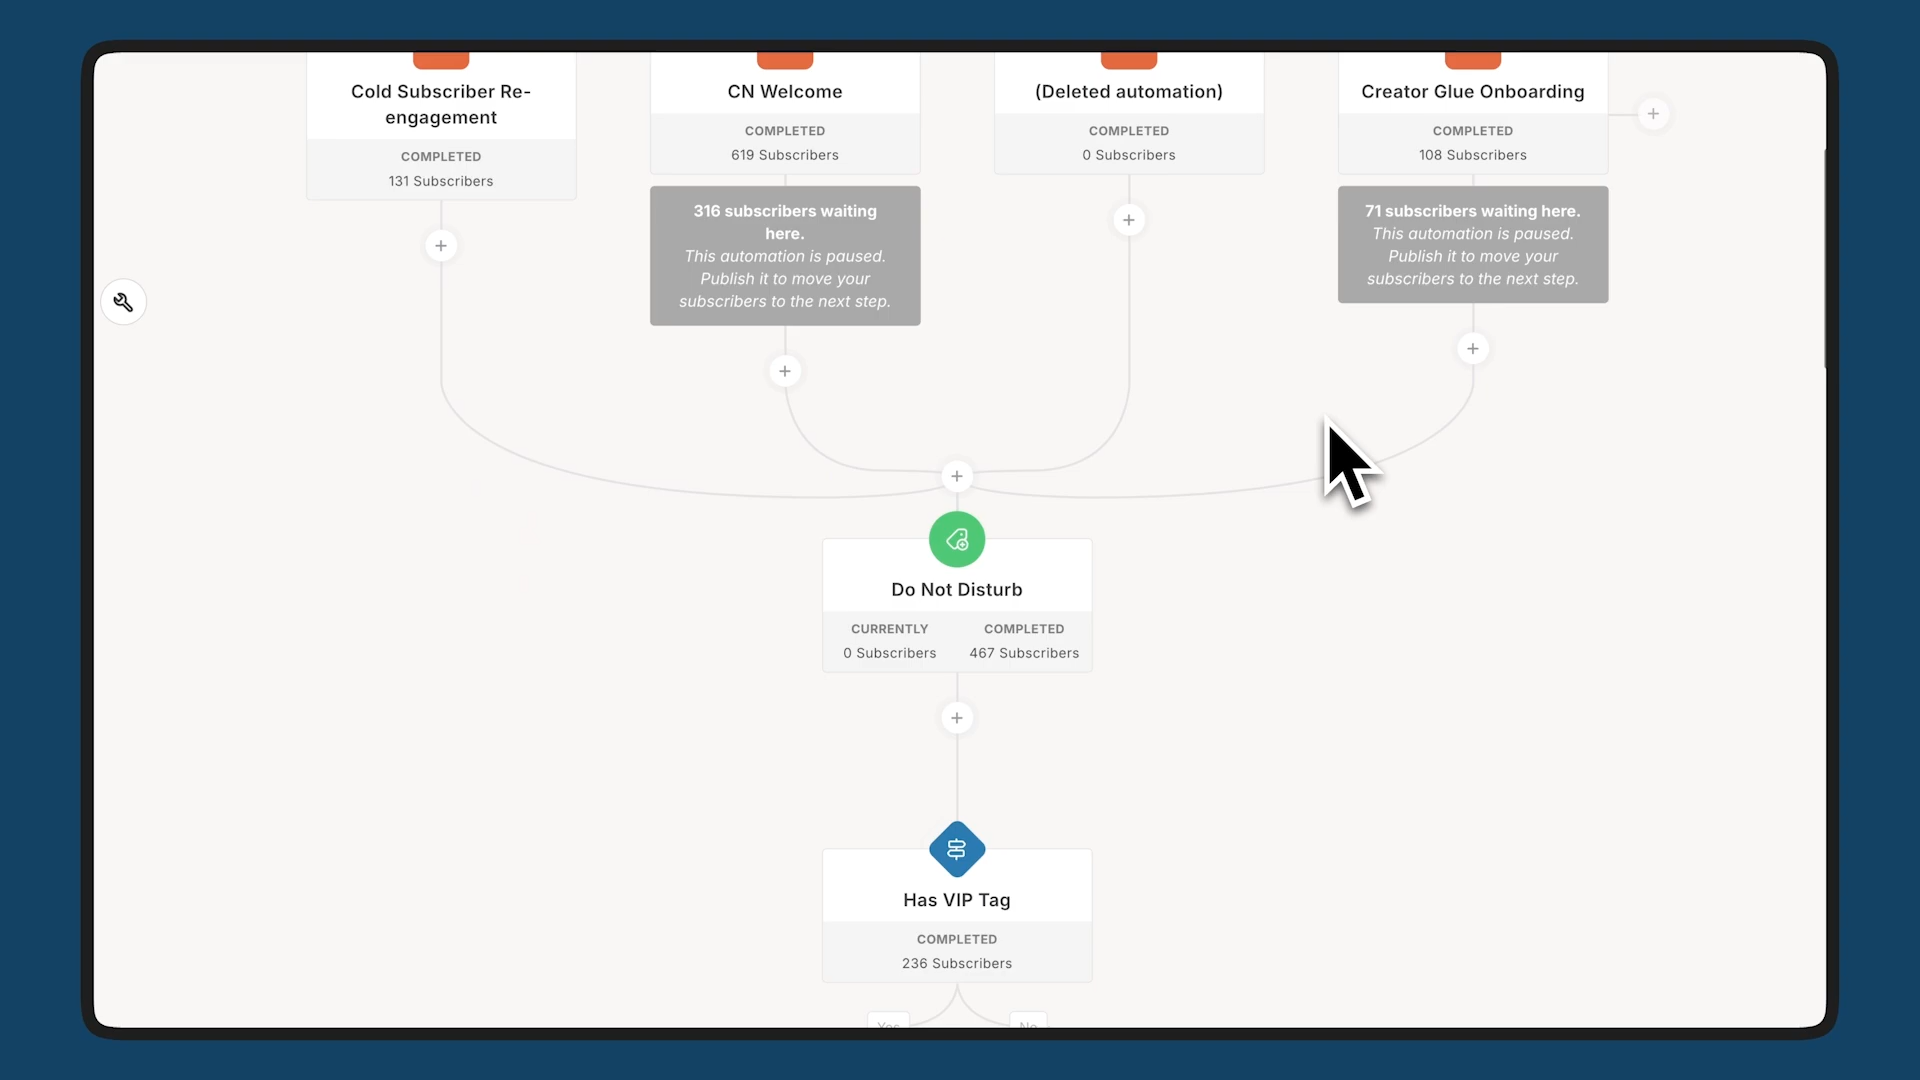 Cold Subscriber Re-
engagement
COMPLETED
131 Subscribers
CN Welcome
COMPLETED
619 Subscribers
316 subscribers waiting
here.
This automation is paused.
Publish it to move your
subscribers to the next step.
(Deleted automation)
COMPLETED
0 Subscribers
Creator Glue Onboarding
COMPLETED
108 Subscribers
71 subscribers waiting here.
This automation is paused.
Publish it to move your
subscribers to the next step.
Do Not Disturb
CURRENTLY COMPLETED
0 Subscribers 467 Subscribers
Has VIP Tag
COMPLETED
236 Subscribers
Yes No